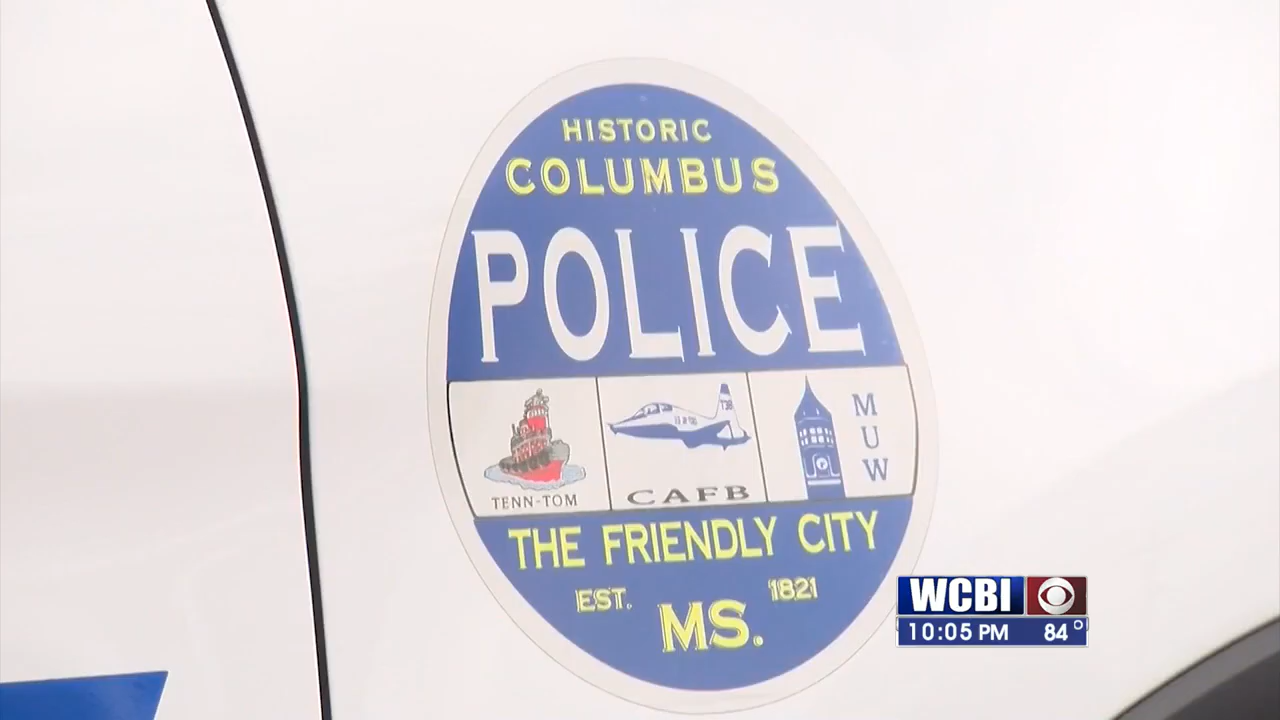 HISTORIC
COLUMBUS
POLICE
TENN-TOM
CAFB
MUW
THE FRIENDLY CITY
EST. 1821
MS.
WCBI
10:05 PM 84°